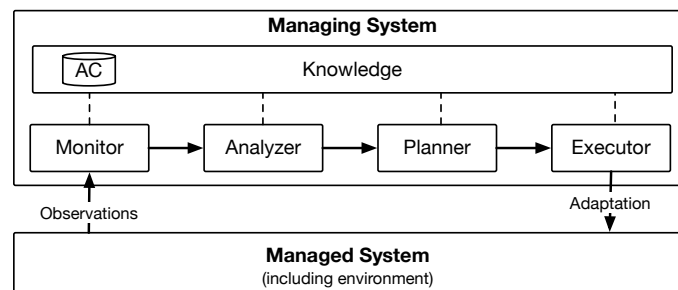 Managing System
AC
Knowledge
Monitor
Analyzer
Planner
Executor
Observations
Adaptation
Managed System
(including environment)